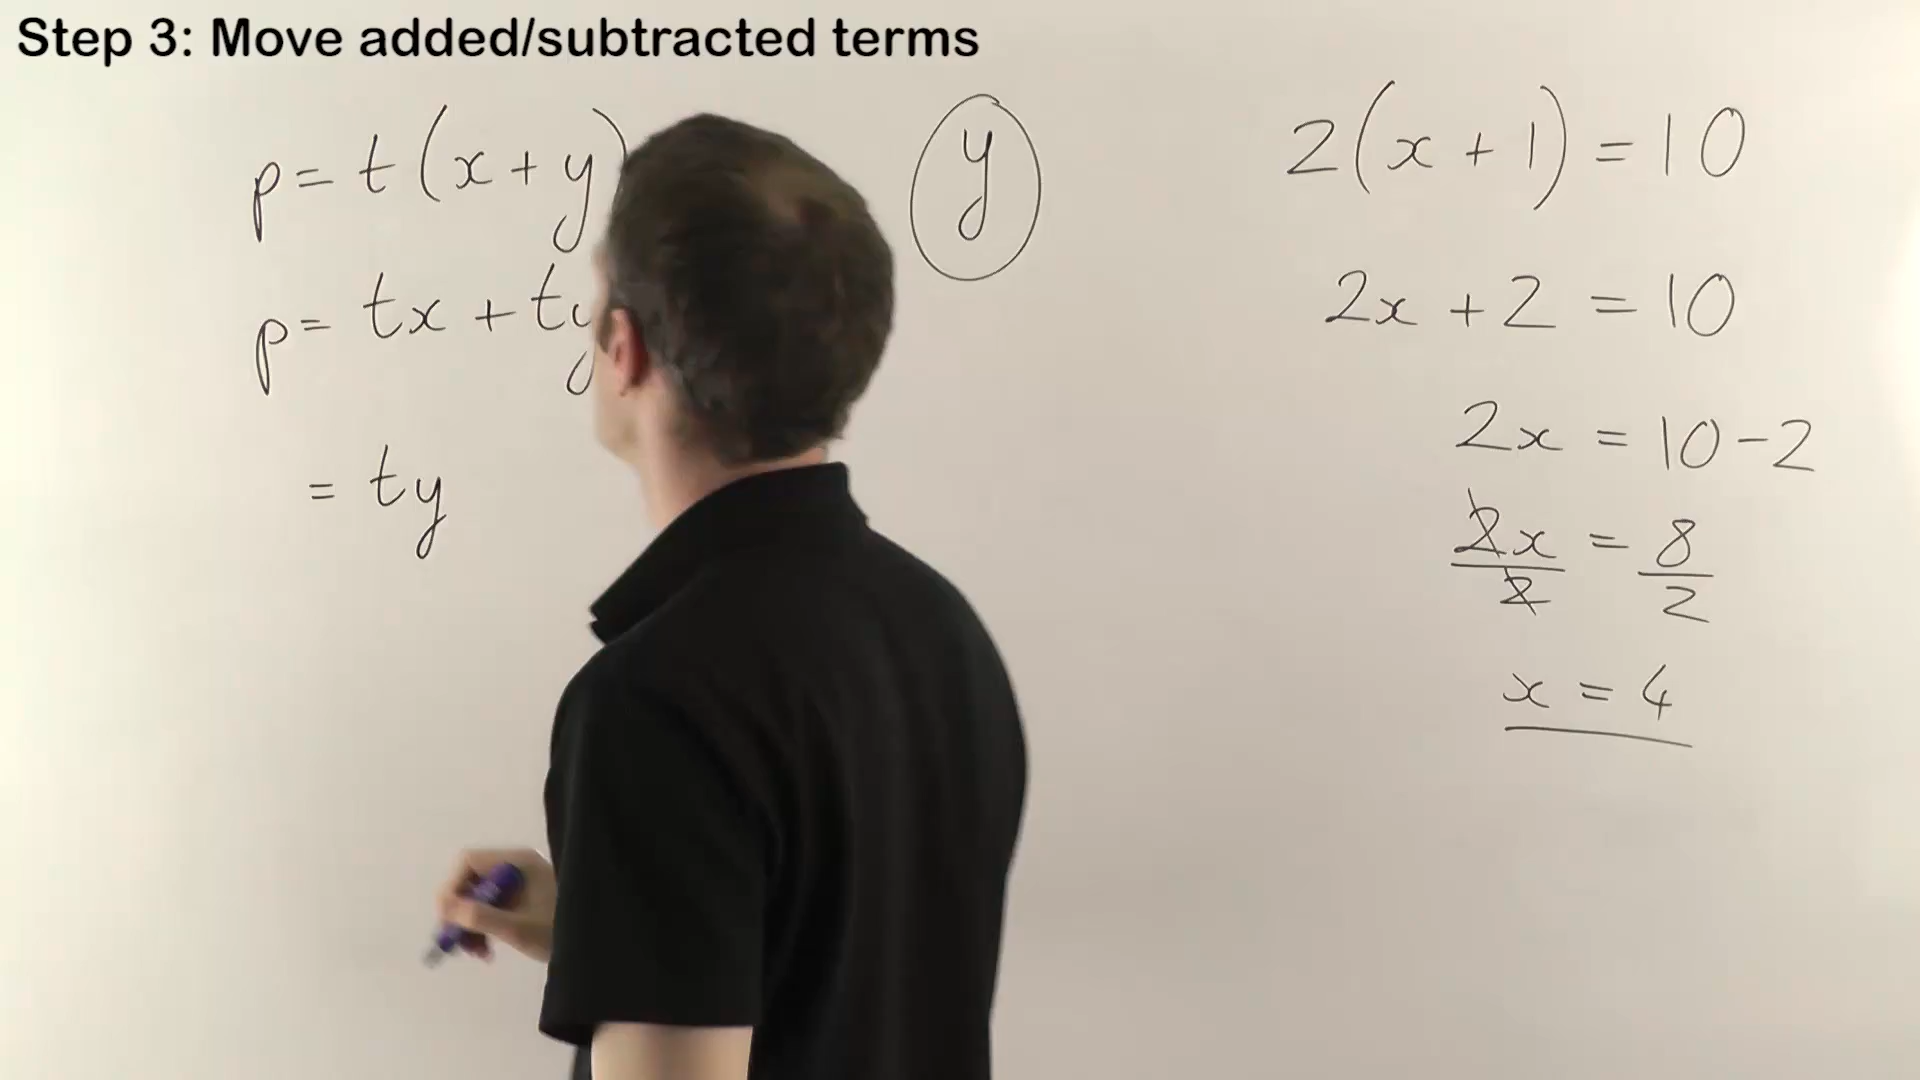 Step 3: Move added/subtracted terms
p = t(x + y)
p = tx + ty
= ty
y
2(x + 1) = 10
2x + 2 = 10
2x = 10 - 2
2x/2 = 8/2
x = 4